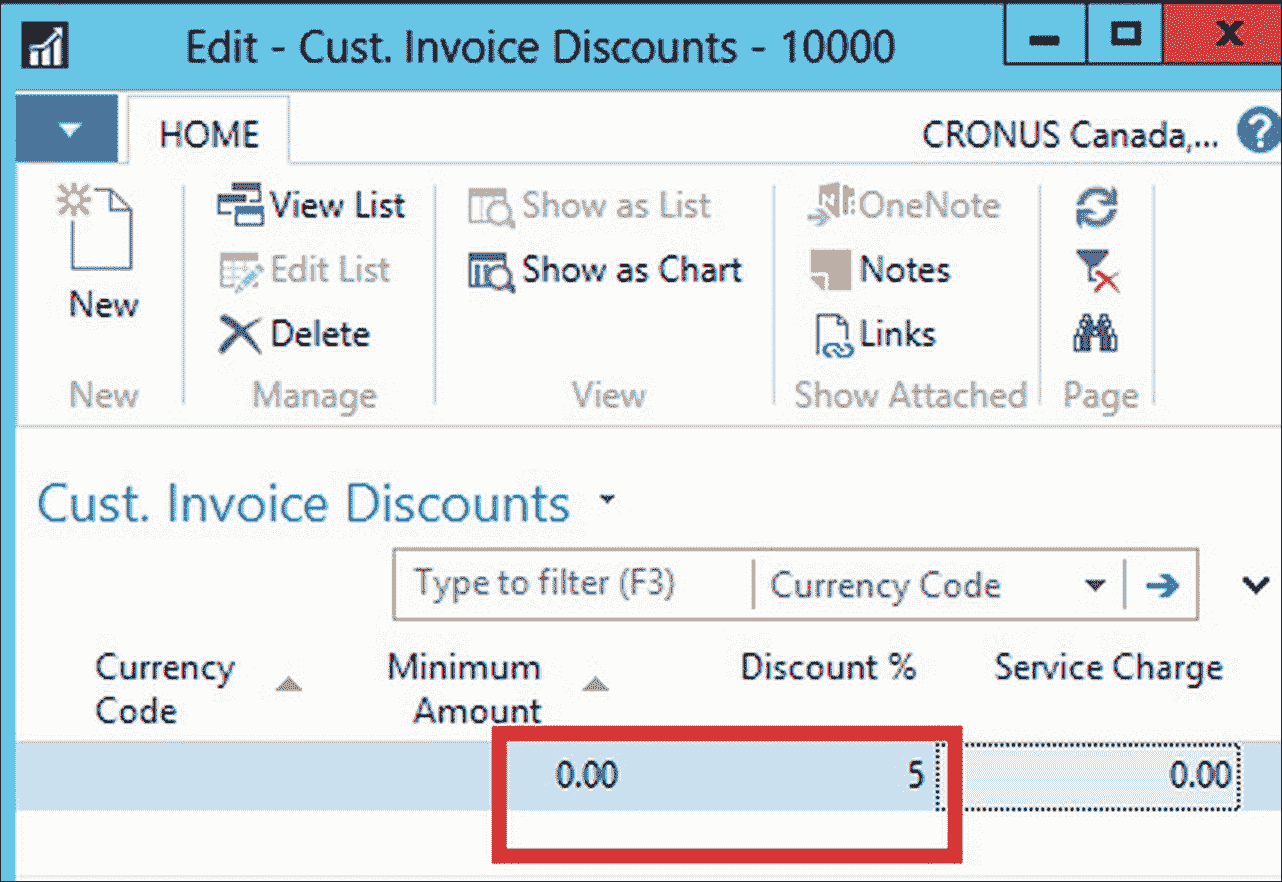 Edit - Cust. Invoice Discounts - 10000
HOME
CRONUS Canada,...
?
View List
Show as List
OneNote
Edit List
Show as Chart
Notes
New
Delete
Links
New
Manage
View
Show Attached
Page
Cust. Invoice Discounts
Type to filter (F3)
Currency Code
Currency Code
Minimum Amount
Discount %
Service Charge
0.00
5
0.00